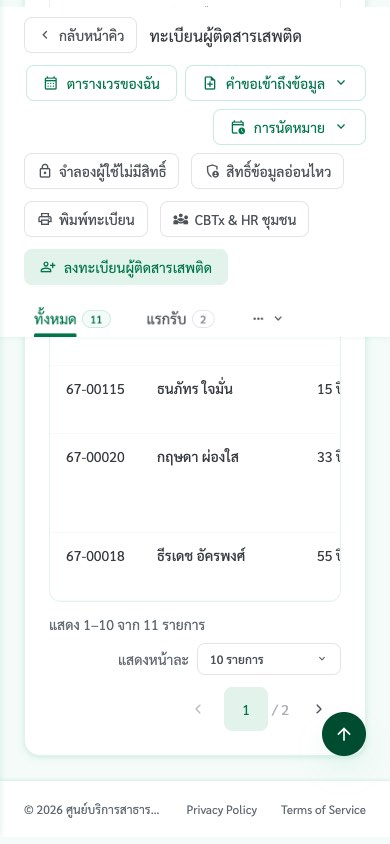 กลับหน้าคิว ทะเบียนผู้ติดสารเสพติด
ตารางเวรของฉัน คำขอเข้าถึงข้อมูล
การนัดหมาย
จำลองผู้ใช้ไม่มีสิทธิ์ สิทธิ์ข้อมูลอ่อนไหว
พิมพ์ทะเบียน CBTx & HR ชุมชน
ลงทะเบียนผู้ติดสารเสพติด
ทั้งหมด 11 แรกรับ 2 ···
67-00115 ธนภัทร ใจมั่น 15 ปี
67-00020 กฤษดา ผ่องใส 33 ปี
67-00018 ธีรเดช อัครพงศ์ 55 ปี
แสดง 1–10 จาก 11 รายการ
แสดงหน้าละ 10 รายการ
1 / 2
© 2026 ศูนย์บริการสาธาร... Privacy Policy Terms of Service